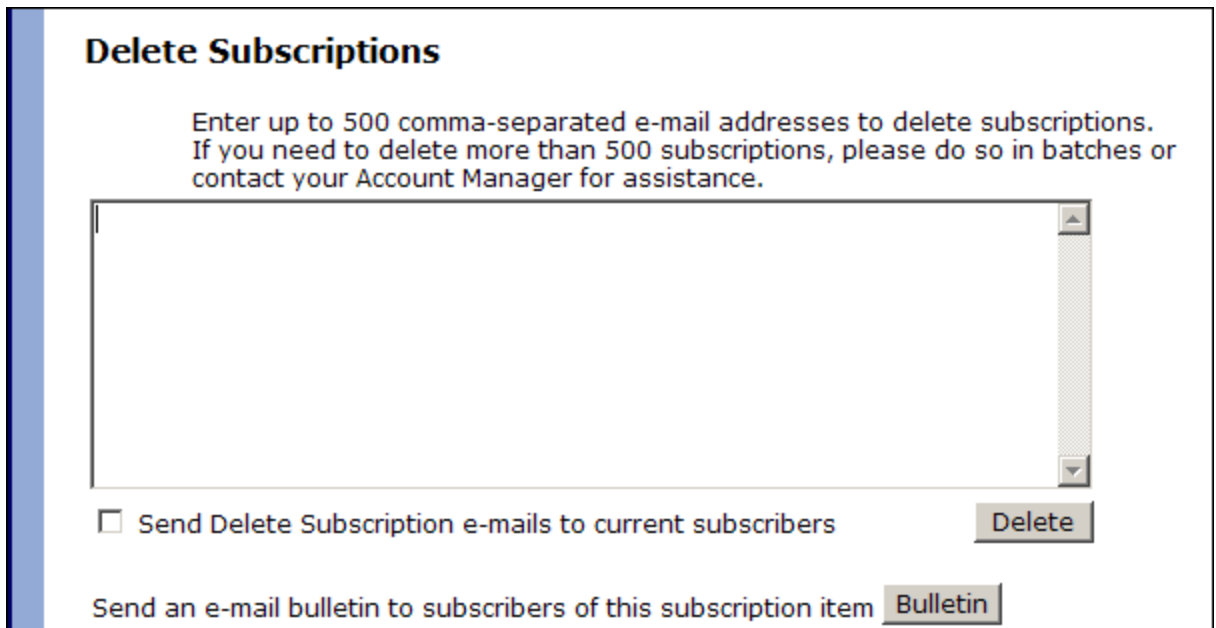 Delete Subscriptions
Enter up to 500 comma-separated e-mail addresses to delete subscriptions.
If you need to delete more than 500 subscriptions, please do so in batches or
contact your Account Manager for assistance.
Send Delete Subscription e-mails to current subscribers Delete
Send an e-mail bulletin to subscribers of this subscription item Bulletin